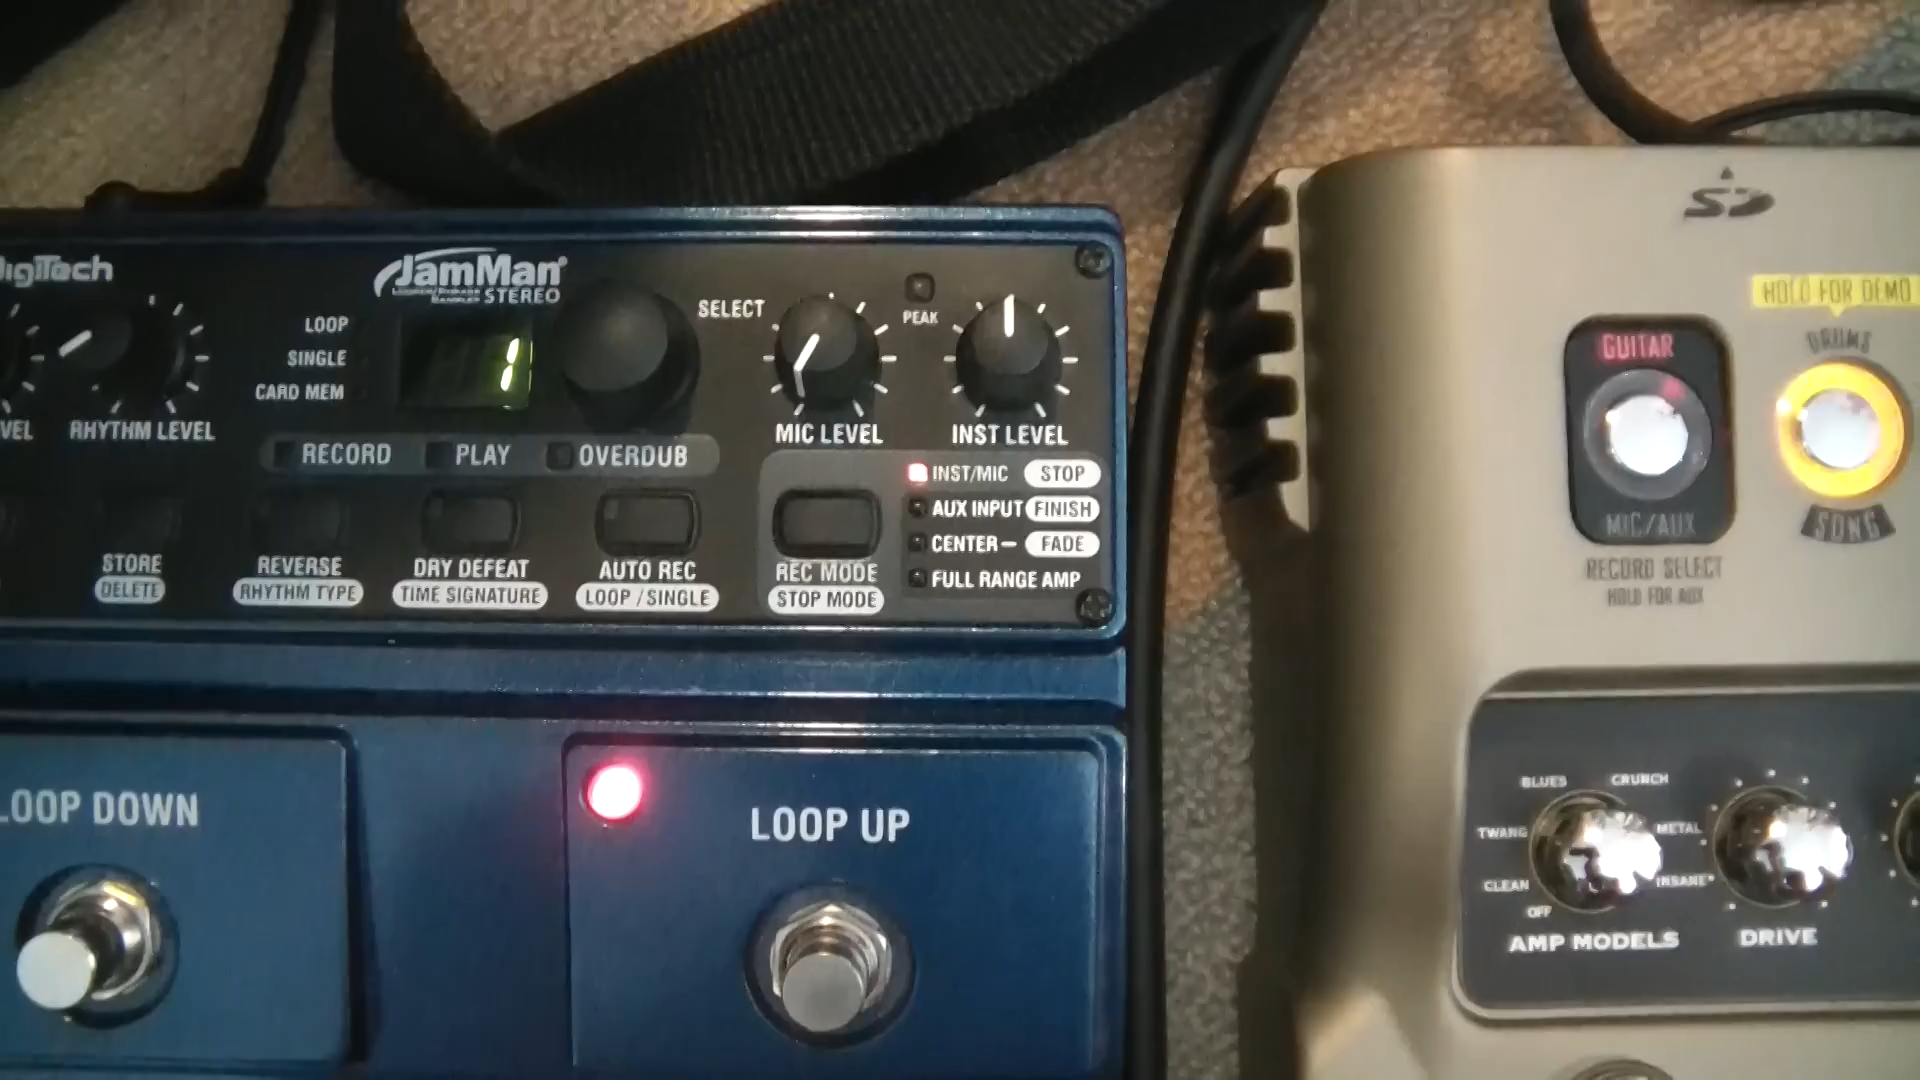 DigiTech
JamMan
STEREO
LOOP
SINGLE
CARD MEM
1
SELECT
PEAK
RHYTHM LEVEL
MIC LEVEL
INST LEVEL
RECORD
PLAY
OVERDUB
INST/MIC STOP
AUX INPUT FINISH
CENTER- FADE
FULL RANGE AMP
STORE
DELETE
REVERSE
RHYTHM TYPE
DRY DEFEAT
TIME SIGNATURE
AUTO REC
LOOP / SINGLE
REC MODE
STOP MODE
LOOP DOWN
LOOP UP
SD
HOLD FOR DEMO
GUITAR
MIC/AUX
RECORD SELECT
HOLD FOR AUX
DRUMS
SONG
BLUES
CRUNCH
TWANG
METAL
CLEAN
INSANE*
OFF
AMP MODELS
DRIVE